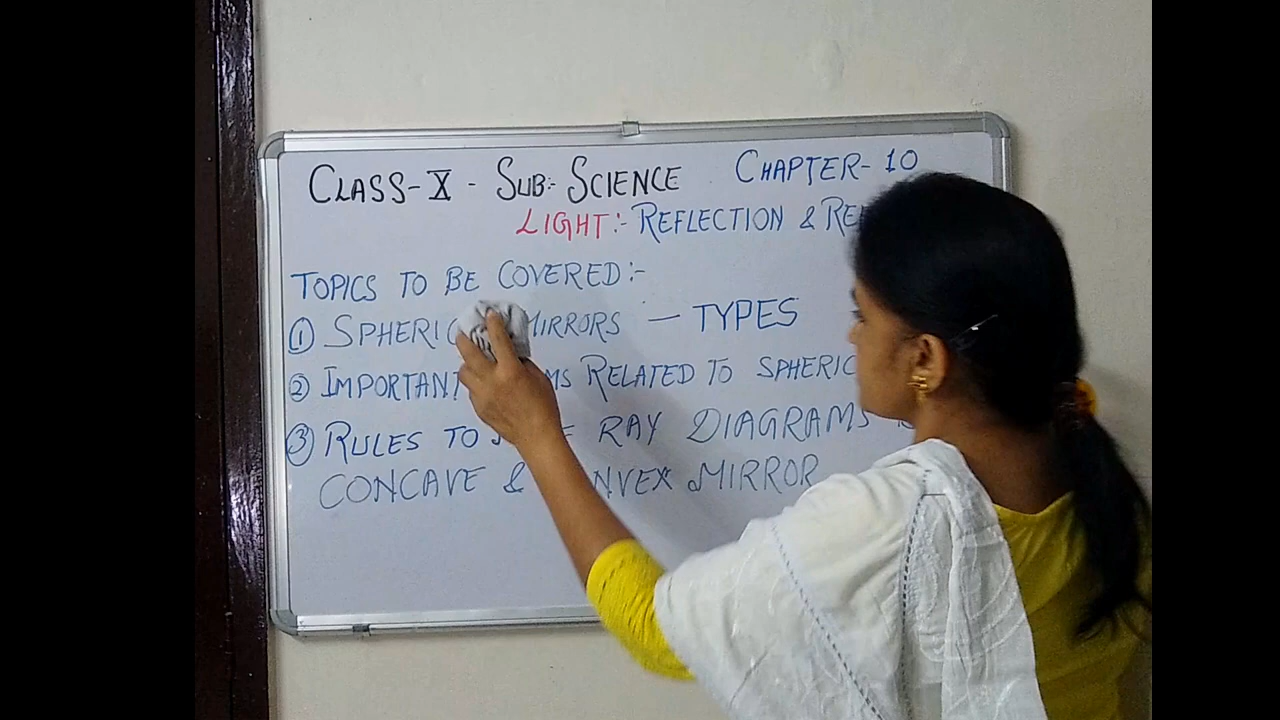 CLASS-X - SUB:- SCIENCE CHAPTER-10
LIGHT:- REFLECTION &
TOPICS TO BE COVERED:-
① MIRRORS — TYPES
② IMPORTANT RELATED TO
③ RULES TO RAY DIAGRAMS
CONCAVE & MIRROR